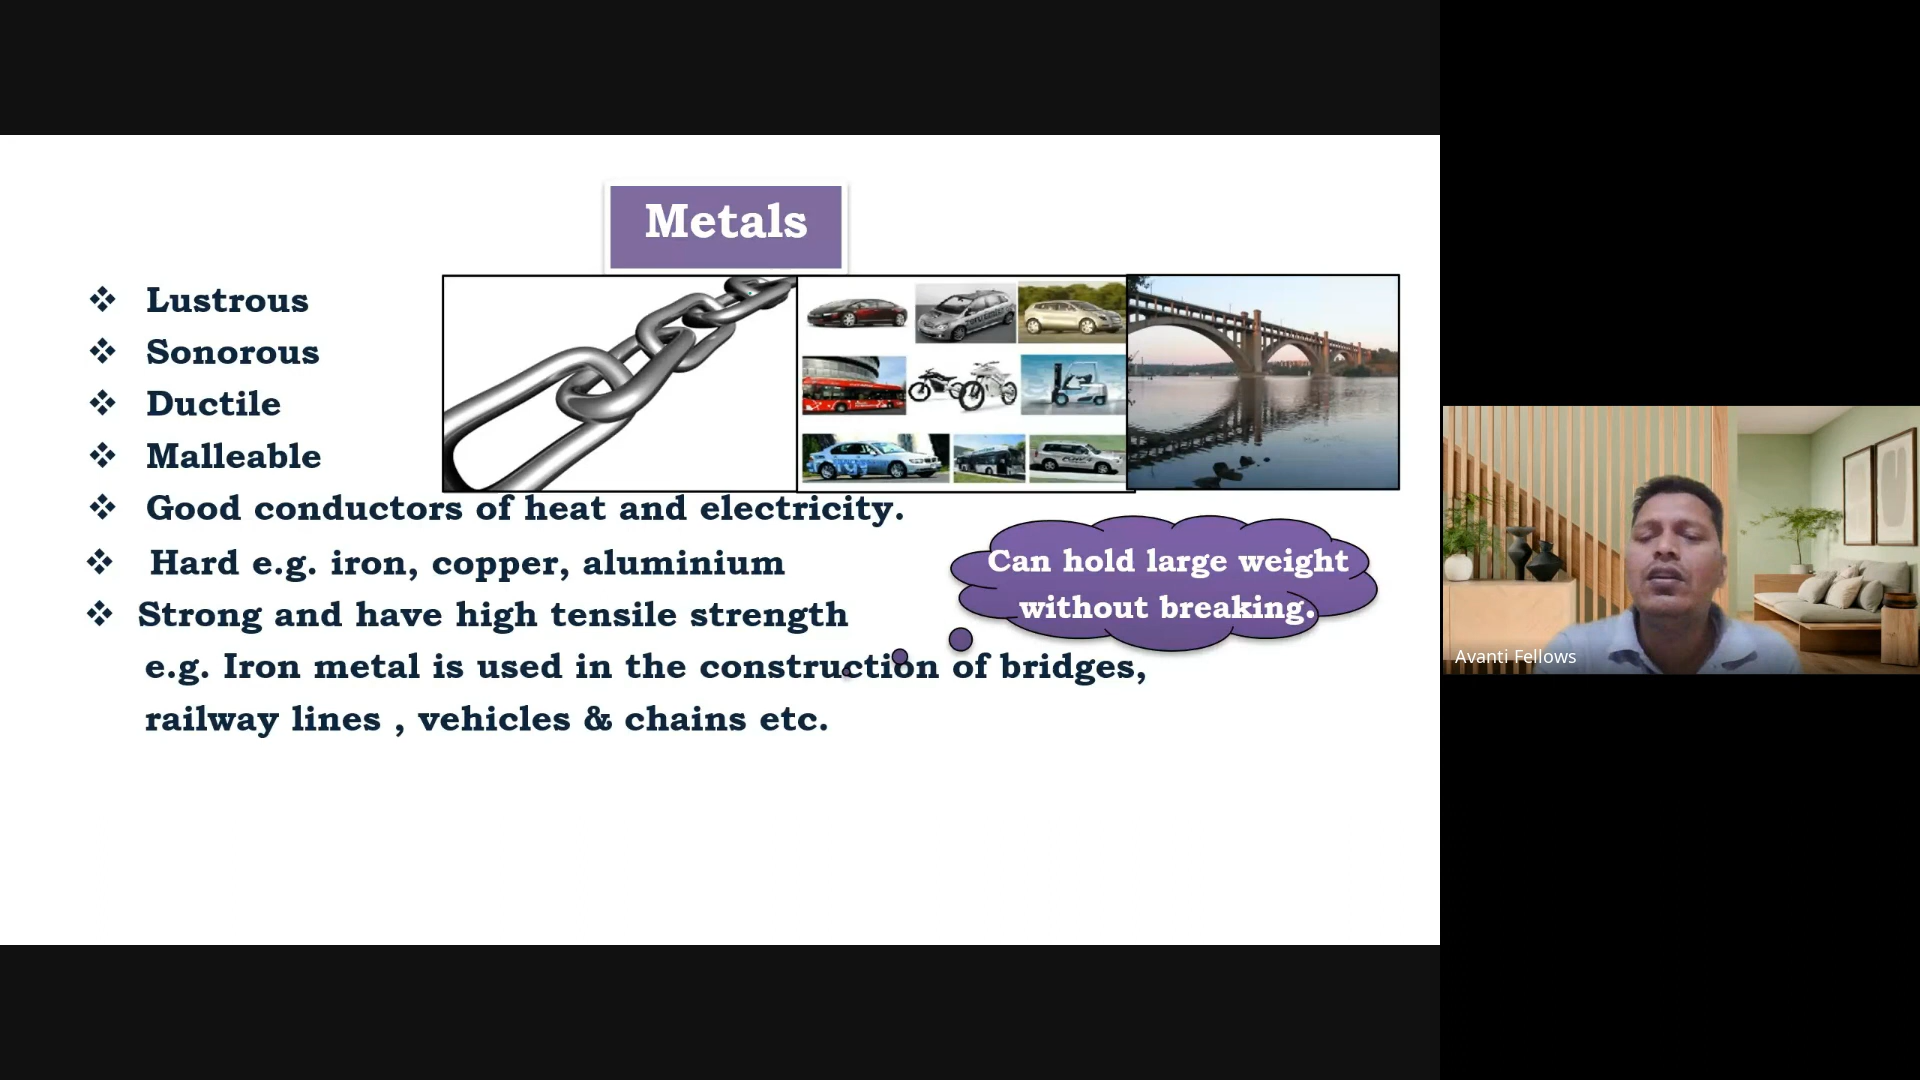 Metals
❖ Lustrous
❖ Sonorous
❖ Ductile
❖ Malleable
❖ Good conductors of heat and electricity.
❖ Hard e.g. iron, copper, aluminium
❖ Strong and have high tensile strength
e.g. Iron metal is used in the construction of bridges,
railway lines , vehicles & chains etc.
Can hold large weight
without breaking.
Avanti Fellows